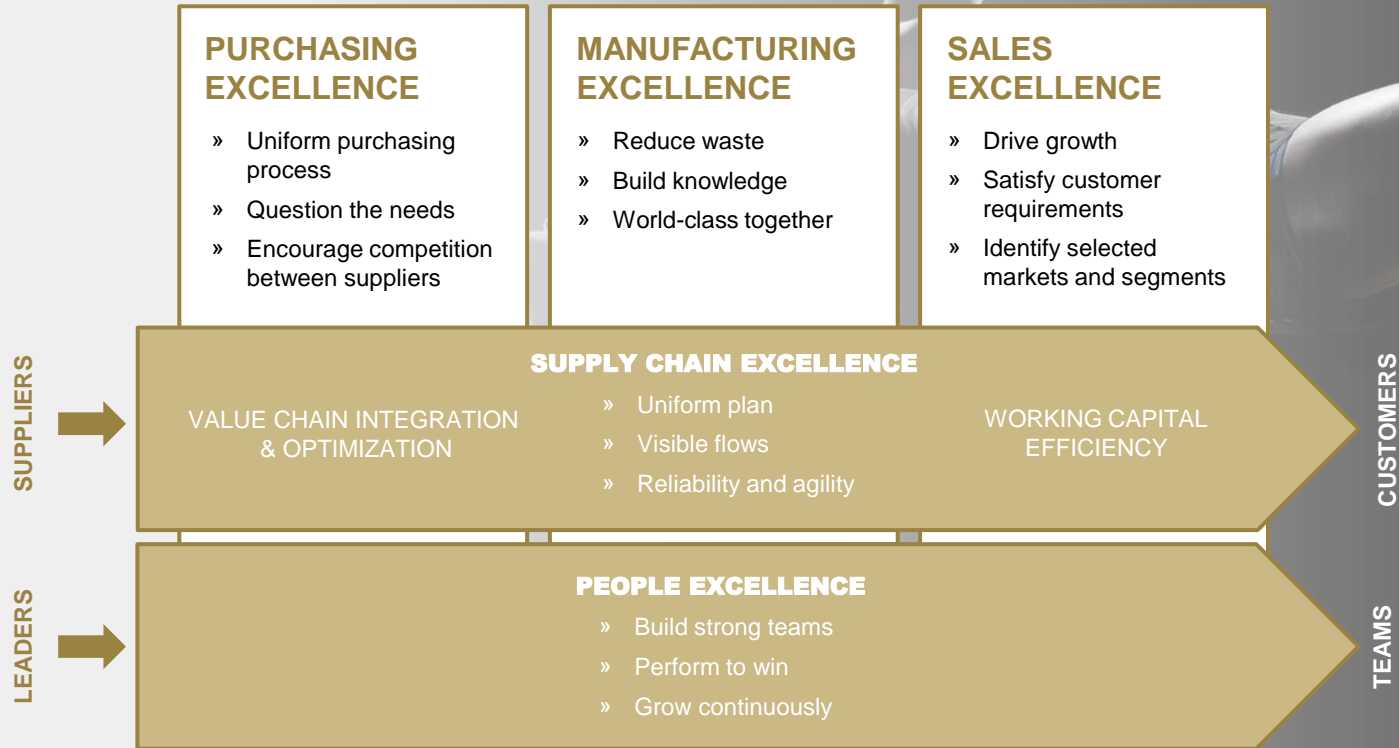 PURCHASING
EXCELLENCE
» Uniform purchasing
process
» Question the needs
» Encourage competition
between suppliers
MANUFACTURING
EXCELLENCE
» Reduce waste
» Build knowledge
» World-class together
SALES
EXCELLENCE
» Drive growth
» Satisfy customer
requirements
» Identify selected
markets and segments
SUPPLIERS
SUPPLY CHAIN EXCELLENCE
VALUE CHAIN INTEGRATION
& OPTIMIZATION
» Uniform plan
» Visible flows
» Reliability and agility
WORKING CAPITAL
EFFICIENCY
CUSTOMERS
LEADERS
PEOPLE EXCELLENCE
» Build strong teams
» Perform to win
» Grow continuously
TEAMS